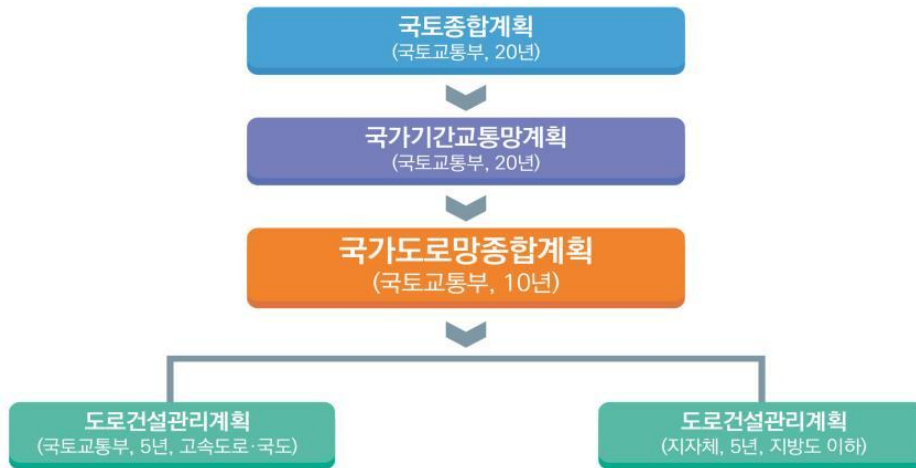 국토종합계획
(국토교통부, 20년)
국가기간교통망계획
(국토교통부, 20년)
국가도로망종합계획
(국토교통부, 10년)
도로건설관리계획
(국토교통부, 5년, 고속도로·국도)
도로건설관리계획
(지자체, 5년, 지방도 이하)